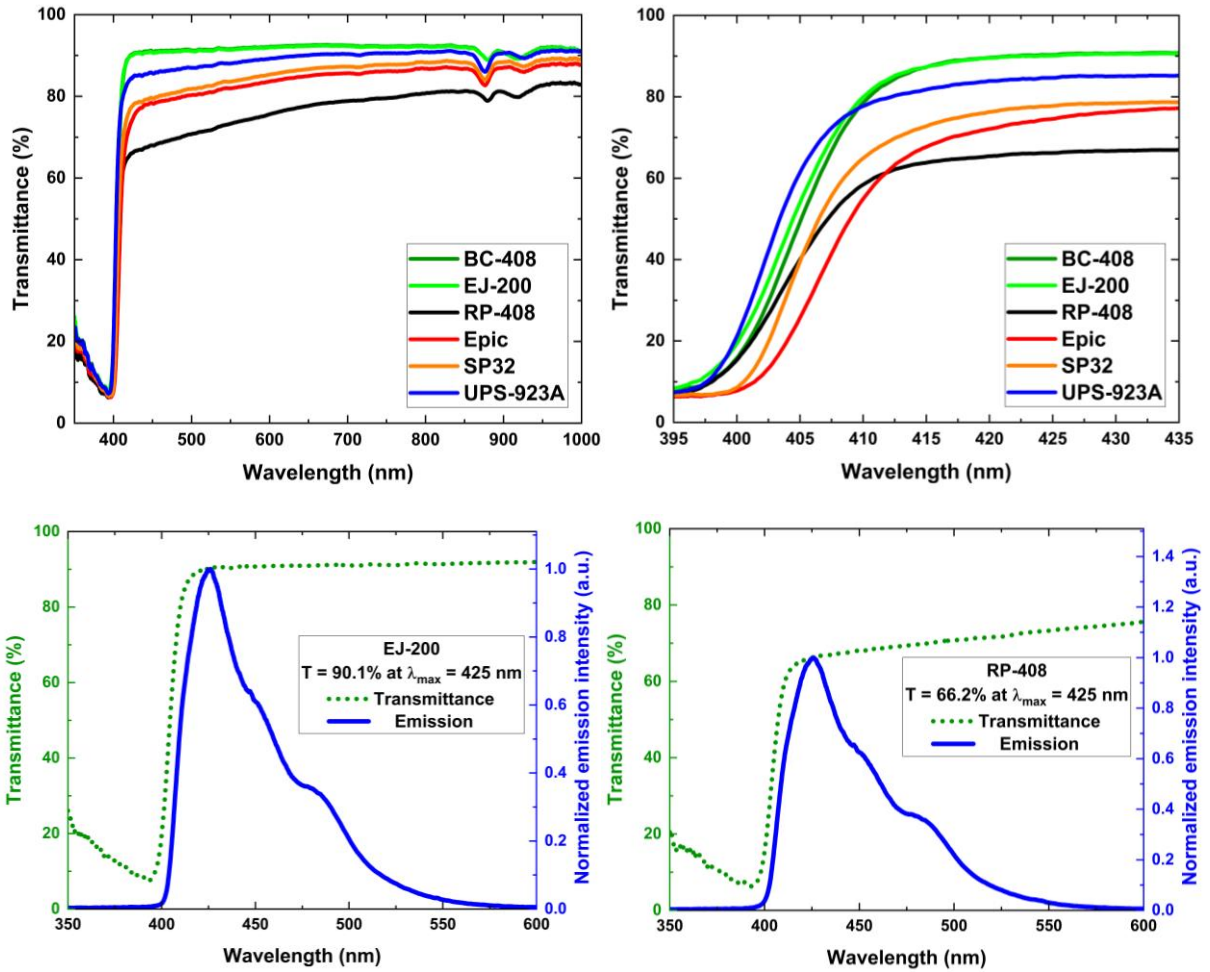 100
80
60
40
20
0
Transmittance (%)
BC-408
EJ-200
RP-408
Epic
SP32
UPS-923A
400 500 600 700 800 900 1000
Wavelength (nm)
100
80
60
40
20
0
Transmittance (%)
BC-408
EJ-200
RP-408
Epic
SP32
UPS-923A
395 400 405 410 415 420 425 430 435
Wavelength (nm)
100
80
60
40
20
0
Transmittance (%)
EJ-200
T = 90.1% at λmax = 425 nm
Transmittance
Emission
1.0
0.8
0.6
0.4
0.2
0.0
Normalized emission intensity (a.u.)
350 400 450 500 550 600
Wavelength (nm)
100
80
60
40
20
0
Transmittance (%)
RP-408
T = 66.2% at λmax = 425 nm
Transmittance
Emission
1.4
1.2
1.0
0.8
0.6
0.4
0.2
0.0
Normalized emission intensity (a.u.)
350 400 450 500 550 600
Wavelength (nm)